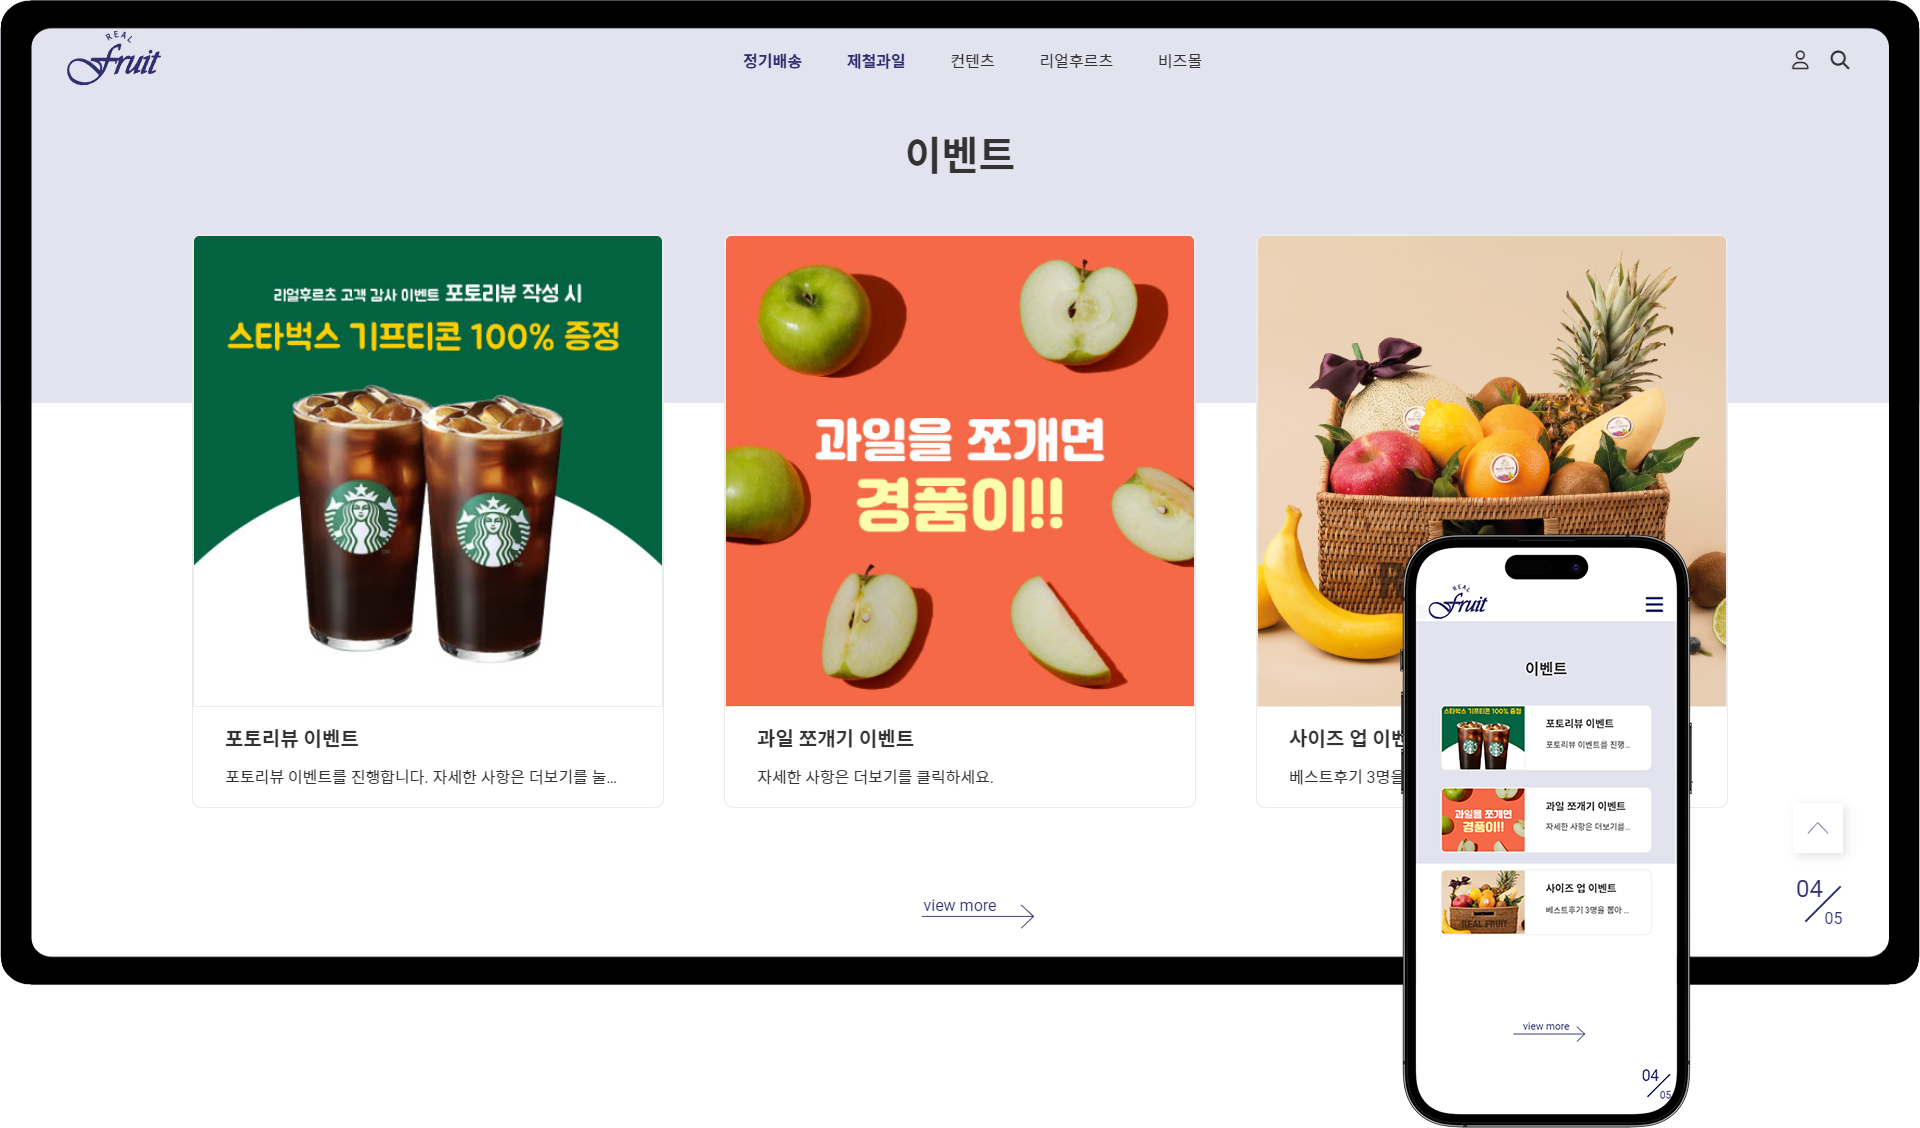 REAL
Fruit
정기배송
제철과일
컨텐츠
리얼후르츠
비즈몰
이벤트
리얼후르츠 고객 감사 이벤트 포토리뷰 작성 시
스타벅스 기프티콘 100% 증정
과일을 쪼개면
경품이!!
포토리뷰 이벤트
포토리뷰 이벤트를 진행합니다. 자세한 사항은 더보기를 눌...
과일 쪼개기 이벤트
자세한 사항은 더보기를 클릭하세요.
사이즈 업 이벤
베스트후기 3명을
view more
04
05
REAL
Fruit
이벤트
스타벅스 기프티콘 100% 증정
포토리뷰 이벤트
포토리뷰 이벤트를 진행...
과일을 쪼개면
경품이!!
과일 쪼개기 이벤트
자세한 사항은 더보기를...
REAL FRUIT
사이즈 업 이벤트
베스트후기 3명을 뽑아 ...
view more
04
05